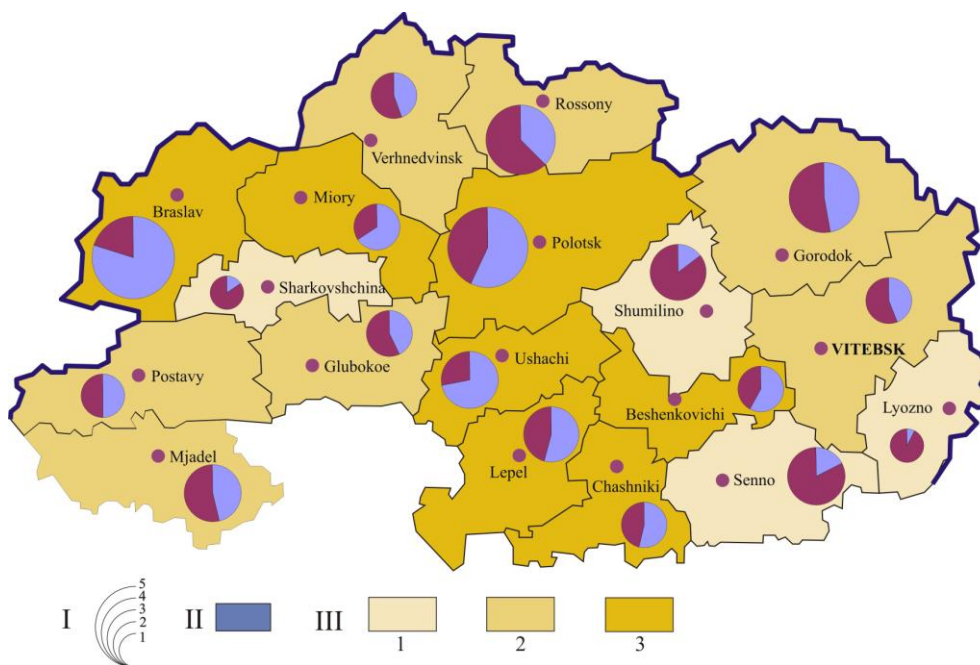 Rossony
Verhnedvinsk
Braslav
Miory
Polotsk
Gorodok
Sharkovshchina
Shumilino
VITEBSK
Postavy
Glubokoe
Ushachi
Beshenkovichi
Lyozno
Mjadel
Lepel
Chashniki
Senno
I
5
4
3
2
1
II
III
1
2
3